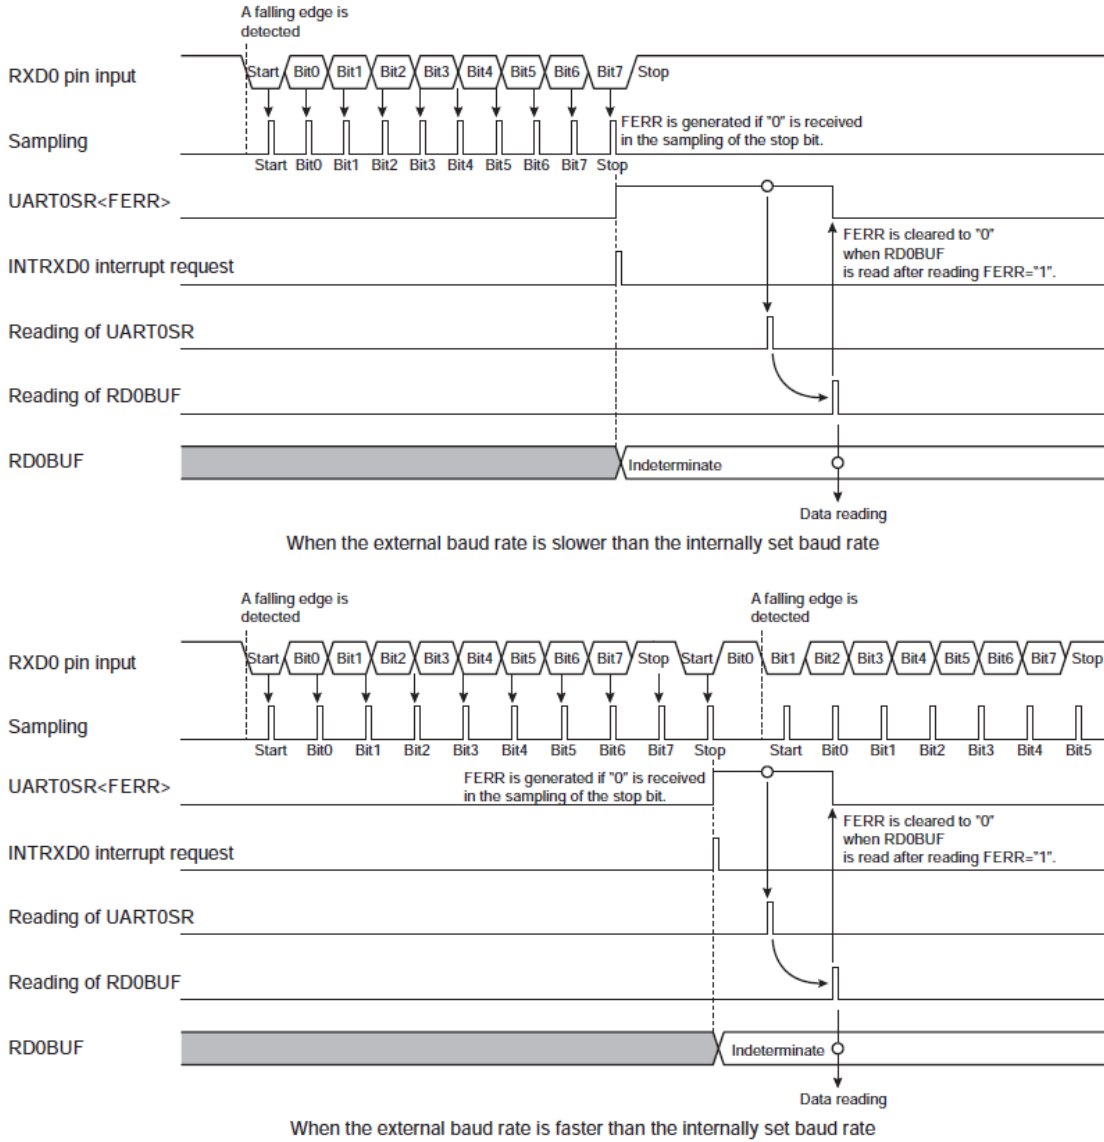 A falling edge is
detected
RXD0 pin input
Start Bit0 Bit1 Bit2 Bit3 Bit4 Bit5 Bit6 Bit7 Stop
FERR is generated if "0" is received
in the sampling of the stop bit.
Sampling
Start Bit0 Bit1 Bit2 Bit3 Bit4 Bit5 Bit6 Bit7 Stop
UART0SR<FERR>
FERR is cleared to "0"
when RD0BUF
is read after reading FERR="1".
INTRXD0 interrupt request
Reading of UART0SR
Reading of RD0BUF
RD0BUF
Indeterminate
Data reading
When the external baud rate is slower than the internally set baud rate
A falling edge is
detected
A falling edge is
detected
RXD0 pin input
Start Bit0 Bit1 Bit2 Bit3 Bit4 Bit5 Bit6 Bit7 Stop Start Bit0 Bit1 Bit2 Bit3 Bit4 Bit5 Bit6 Bit7 Stop
Sampling
Start Bit0 Bit1 Bit2 Bit3 Bit4 Bit5 Bit6 Bit7 Stop Start Bit0 Bit1 Bit2 Bit3 Bit4 Bit5
FERR is generated if "0" is received
in the sampling of the stop bit.
UART0SR<FERR>
FERR is cleared to "0"
when RD0BUF
is read after reading FERR="1".
INTRXD0 interrupt request
Reading of UART0SR
Reading of RD0BUF
RD0BUF
Indeterminate
Data reading
When the external baud rate is faster than the internally set baud rate